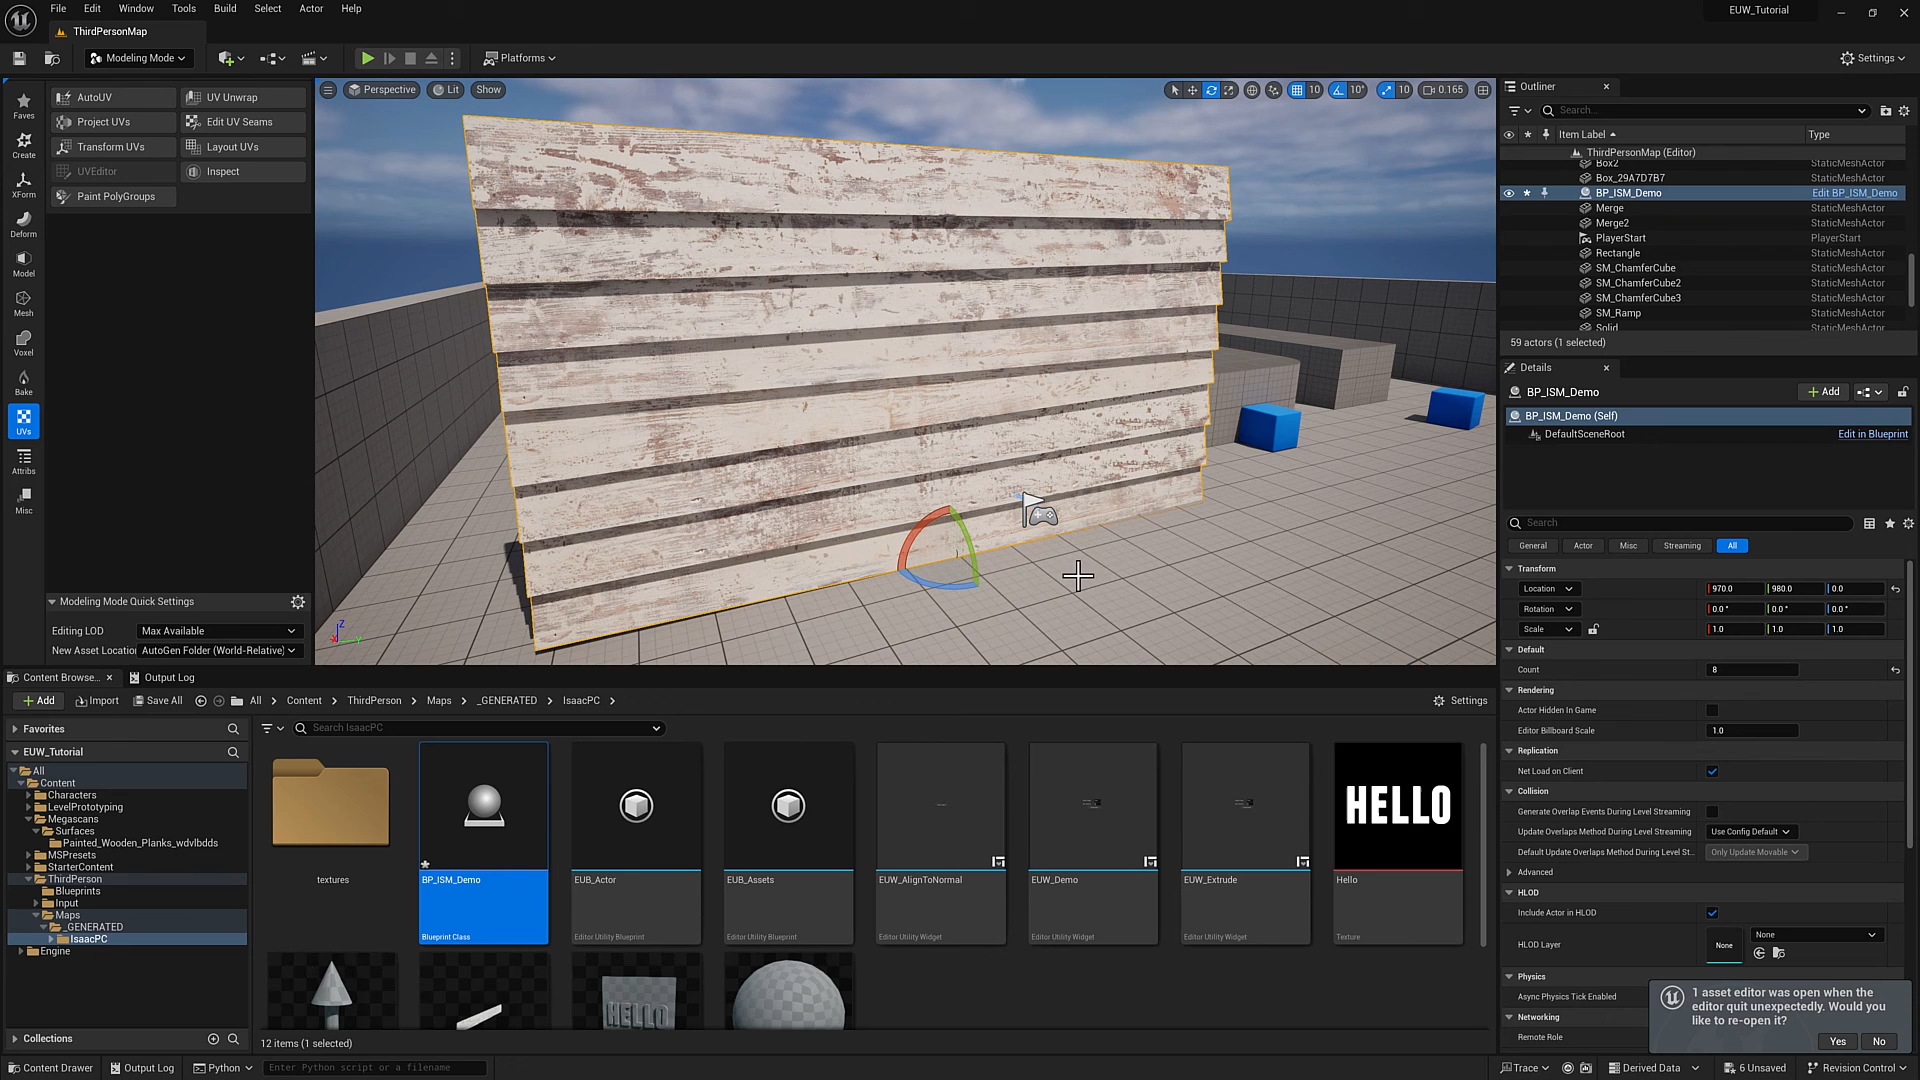 File Edit Window Tools Build Select Actor Help
EUW_Tutorial
ThirdPersonMap
Modeling Mode
Platforms
Settings
Faves
Create
XForm
Deform
Model
Mesh
Voxel
Bake
UVs
Attribs
Misc
AutoUV
UV Unwrap
Project UVs
Edit UV Seams
Transform UVs
Layout UVs
UVEditor
Inspect
Paint PolyGroups
Modeling Mode Quick Settings
Editing LOD
Max Available
New Asset Location
AutoGen Folder (World-Relative)
Perspective
Lit
Show
10
10°
10
0.165
Z
X
Y
Outliner
Search...
Item Label
Type
ThirdPersonMap (Editor)
Box2 StaticMeshActor
Box_29A7D7B7 StaticMeshActor
BP_ISM_Demo Edit BP_ISM_Demo
Merge StaticMeshActor
Merge2 StaticMeshActor
PlayerStart PlayerStart
Rectangle StaticMeshActor
SM_ChamferCube StaticMeshActor
SM_ChamferCube2 StaticMeshActor
SM_ChamferCube3 StaticMeshActor
SM_Ramp StaticMeshActor
Solid StaticMeshActor
59 actors (1 selected)
Details
BP_ISM_Demo
Add
BP_ISM_Demo (Self)
DefaultSceneRoot
Edit in Blueprint
Search
General Actor Misc Streaming All
Transform
Location 970.0 980.0 0.0
Rotation 0.0° 0.0° 0.0°
Scale 1.0 1.0 1.0
Default
Count 8
Rendering
Actor Hidden In Game
Editor Billboard Scale 1.0
Replication
Net Load on Client
Collision
Generate Overlap Events During Level Streaming
Update Overlaps Method During Level Streaming Use Config Default
Default Update Overlaps Method During Level St... Only Update Movable
Advanced
HLOD
Include Actor in HLOD
HLOD Layer
None
None
Physics
Async Physics Tick Enabled
Networking
Remote Role
1 asset editor was open when the
editor quit unexpectedly. Would you
like to re-open it?
Yes No
Content Browse...
Output Log
Add
Import
Save All
All Content ThirdPerson Maps _GENERATED IsaacPC
Settings
Favorites
EUW_Tutorial
All
Content
Characters
LevelPrototyping
Megascans
Surfaces
Painted_Wooden_Planks_wdvlbdds
MSPresets
StarterContent
ThirdPerson
Blueprints
Input
Maps
_GENERATED
IsaacPC
Engine
Collections
Search IsaacPC
textures
BP_ISM_Demo
Blueprint Class
EUB_Actor
Editor Utility Blueprint
EUB_Assets
Editor Utility Blueprint
EUW_AlignToNormal
Editor Utility Widget
EUW_Demo
Editor Utility Widget
EUW_Extrude
Editor Utility Widget
HELLO
Hello
Texture
HELLO
12 items (1 selected)
Content Drawer
Output Log
Python
Enter Python script or a filename
Trace
Derived Data
6 Unsaved
Revision Control